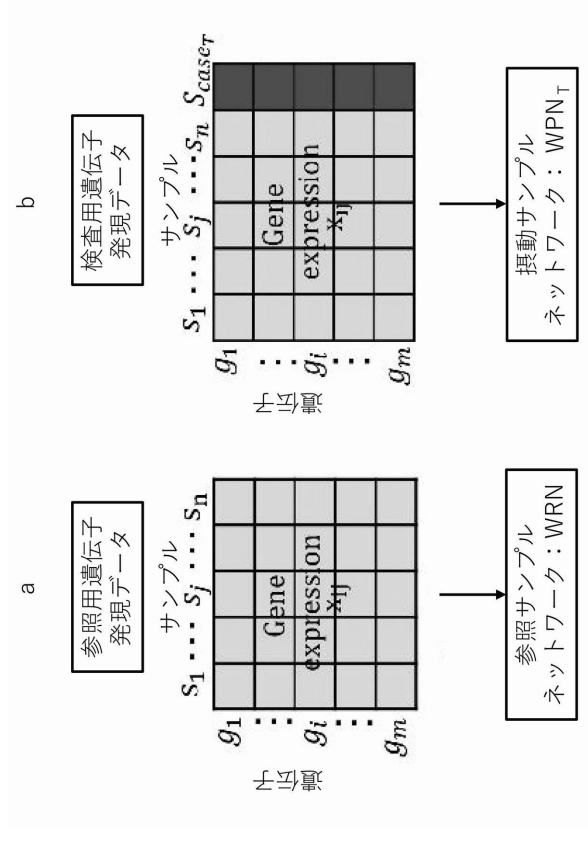 a
参照用遺伝子
発現データ
サンプル
s1 ··· sj ··· sn
遺伝子
g1
⋮
gi
⋮
gm
Gene
expression
xij
参照サンプル
ネットワーク：WRN
b
検査用遺伝子
発現データ
サンプル
s1 ··· sj ··· sn ScaseT
遺伝子
g1
⋮
gi
⋮
gm
Gene
expression
xij
摂動サンプル
ネットワーク：WPNT